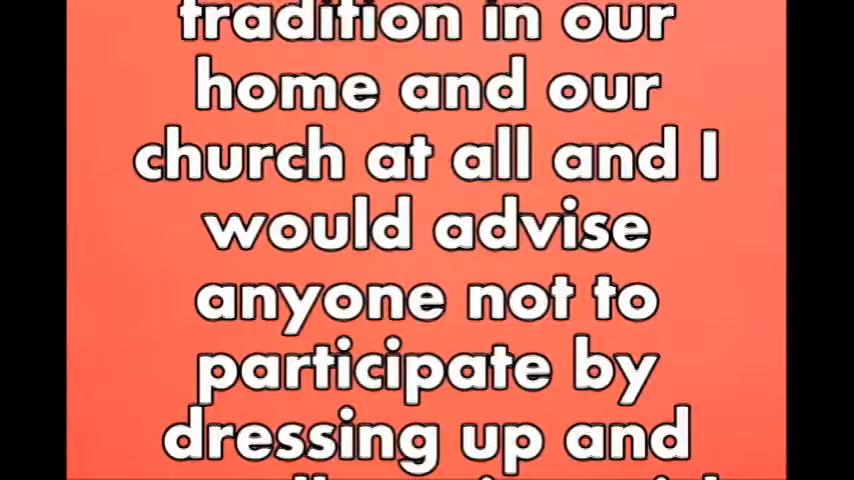 tradition in our
home and our
church at all and I
would advise
anyone not to
participate by
dressing up and